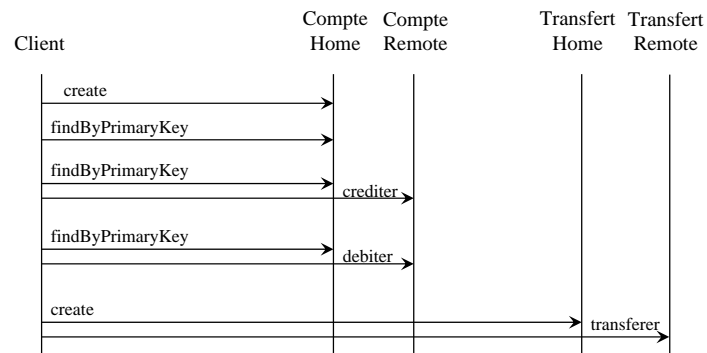 Compte Compte Transfert Transfert
Client Home Remote Home Remote
create
findByPrimaryKey
findByPrimaryKey
crediter
findByPrimaryKey
debiter
create
transferer